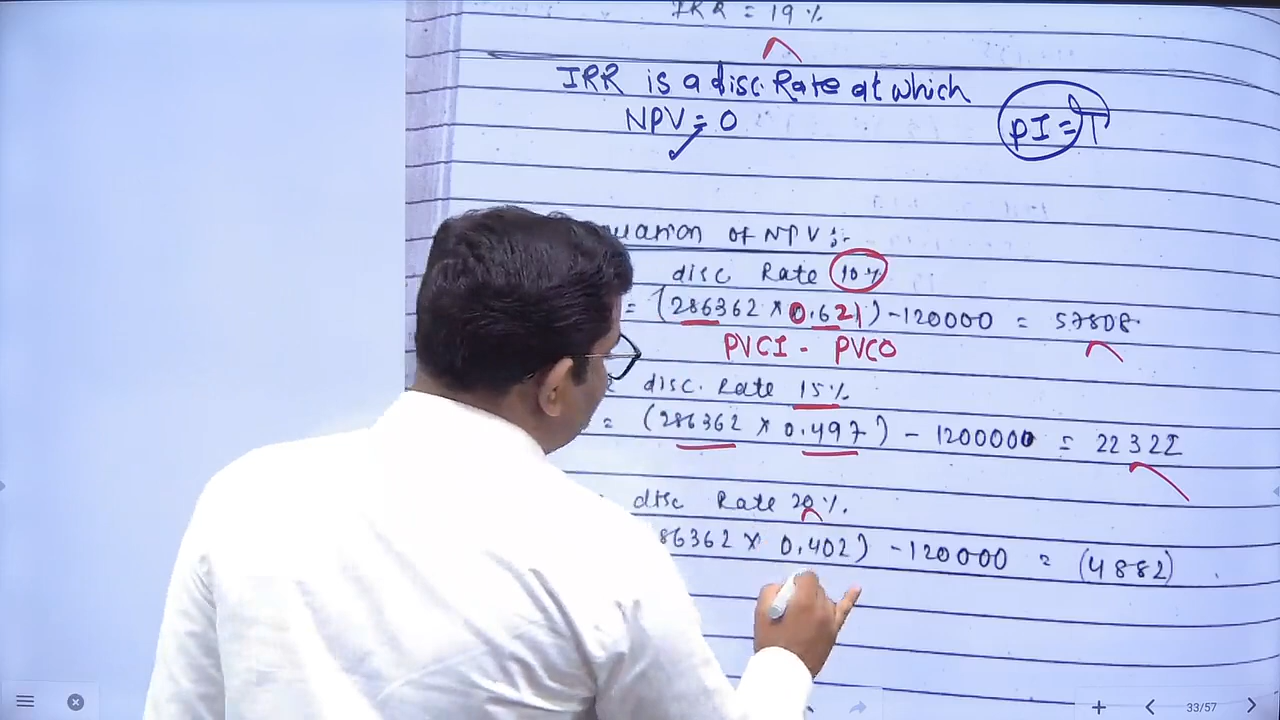 IRR = 19%
IRR is a disc. Rate at which
NPV = 0
PI = 1
uation of NPV :-
disc Rate 10%
= (286362 × 0.621) - 120000 = 57808
PVCI - PVCO
disc. Rate 15%
= (286362 × 0.497) - 1200000 = 22322
disc Rate 20%.
86362 × 0.402) - 120000 = (4882)
33/57